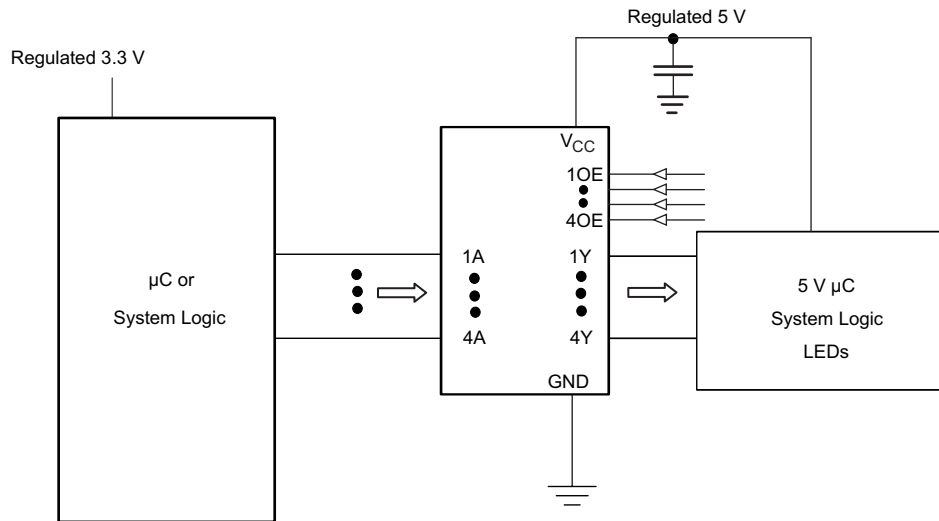 Regulated 5 V
Regulated 3.3 V
VCC
1OE
4OE
1A
1Y
µC or
System Logic
5 V µC
System Logic
LEDs
4A
4Y
GND